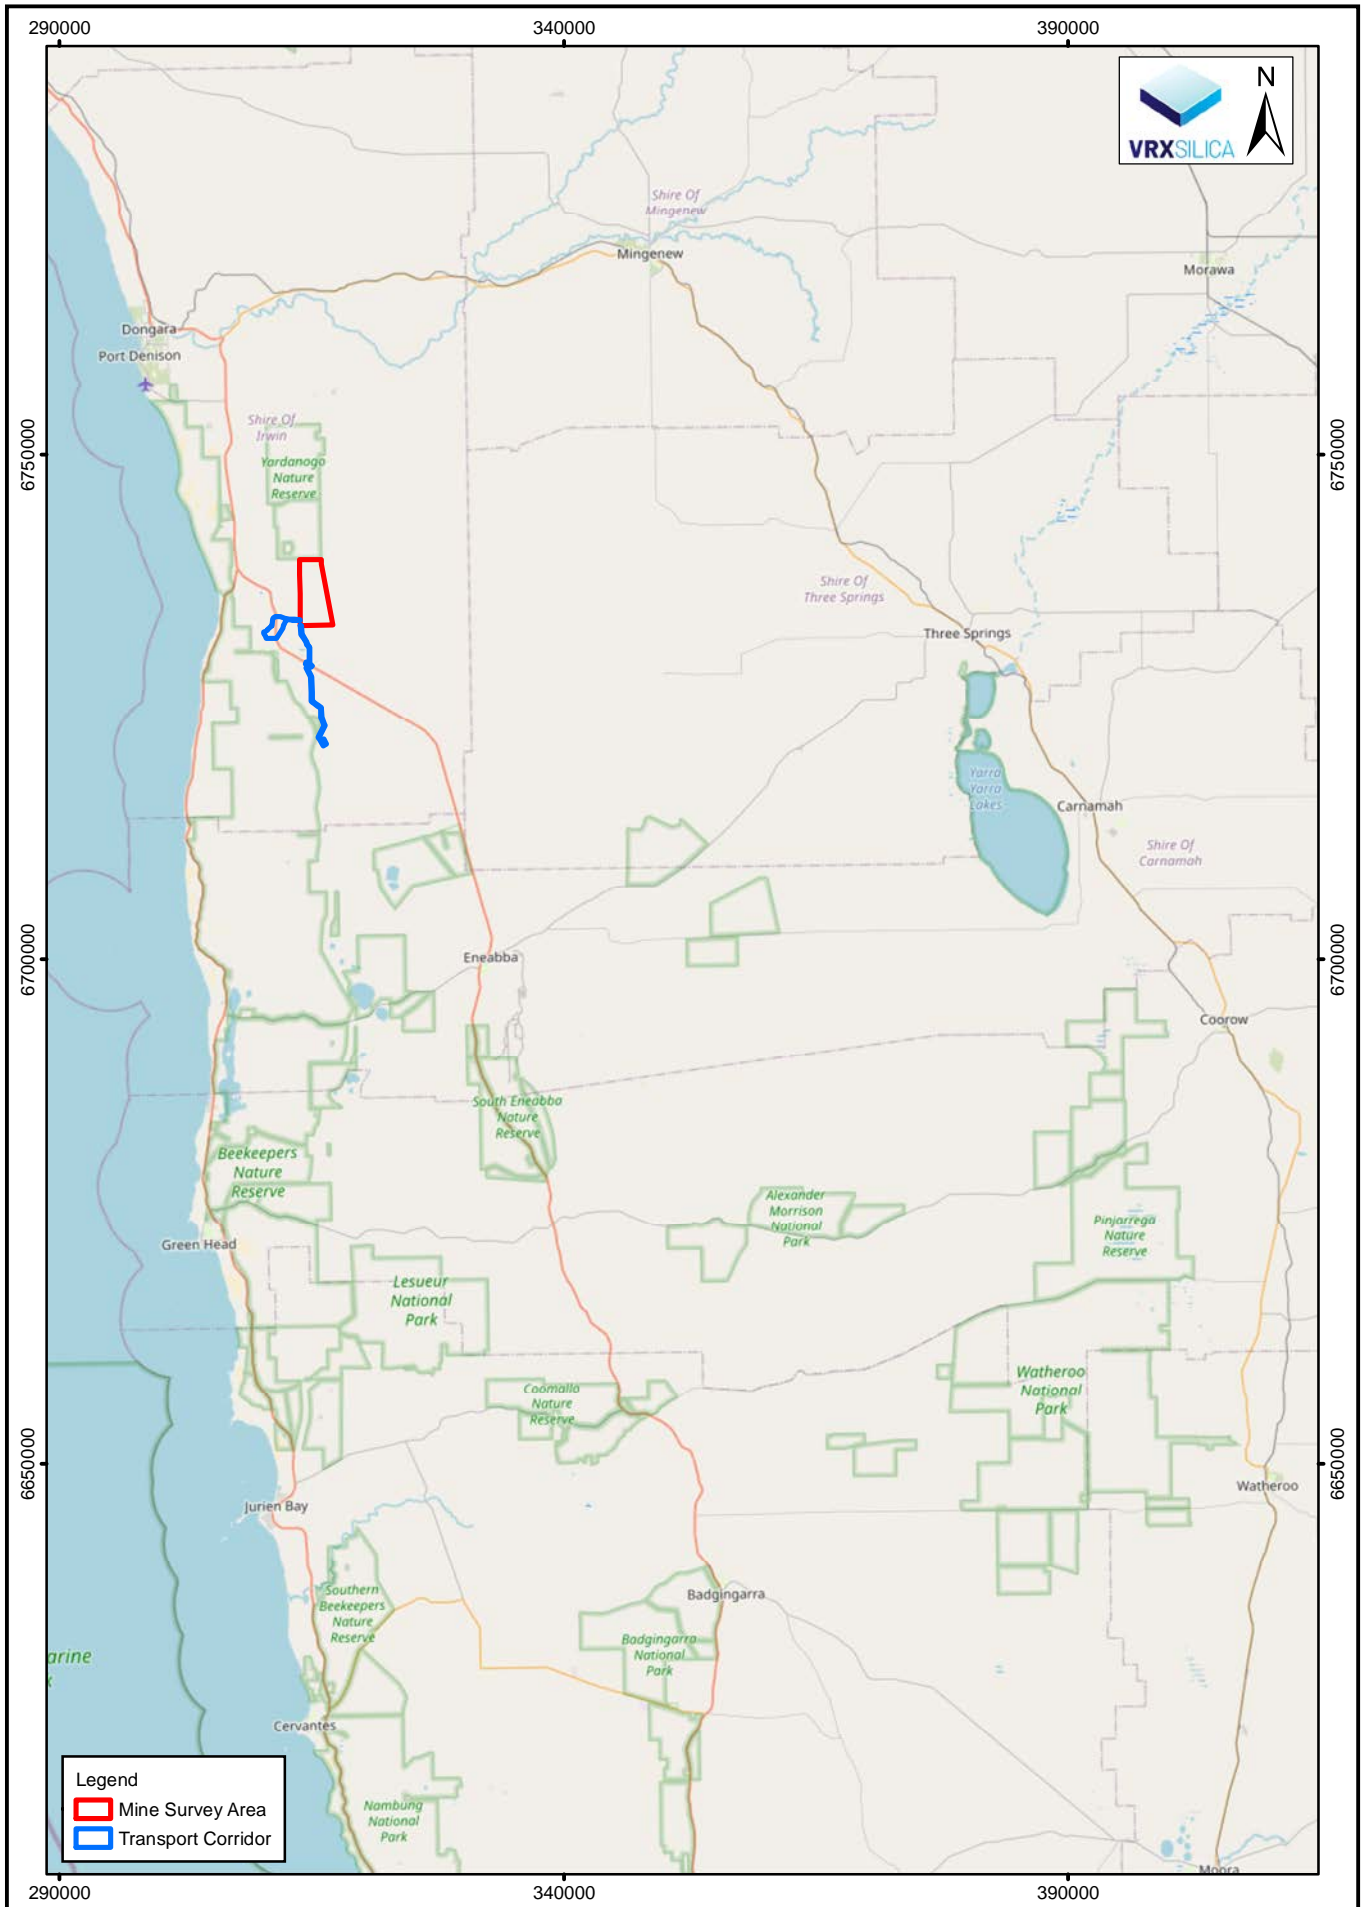 290000
340000
390000
VRXSILICA
N
Shire Of
Mingenew
Mingenew
Morawa
Dongara
Port Denison
Shire Of
Irwin
6750000
6750000
Yardanogo
Nature
Reserve
Shire Of
Three Springs
Three Springs
Yarra
Yarra
Lakes
Carnamah
Shire Of
Carnamah
6700000
6700000
Eneabba
Coorow
South Eneabba
Nature
Reserve
Beekeepers
Nature
Reserve
Alexander
Morrison
National
Park
Pinjarrega
Nature
Reserve
Green Head
Lesueur
National
Park
Watheroo
National
Park
Coomallo
Nature
Reserve
6650000
6650000
Watheroo
Jurien Bay
Southern
Beekeepers
Nature
Reserve
Badgingarra
Badgingarra
National
Park
arine
Cervantes
Legend
Mine Survey Area
Transport Corridor
Nambung
National
Park
Moora
290000
340000
390000